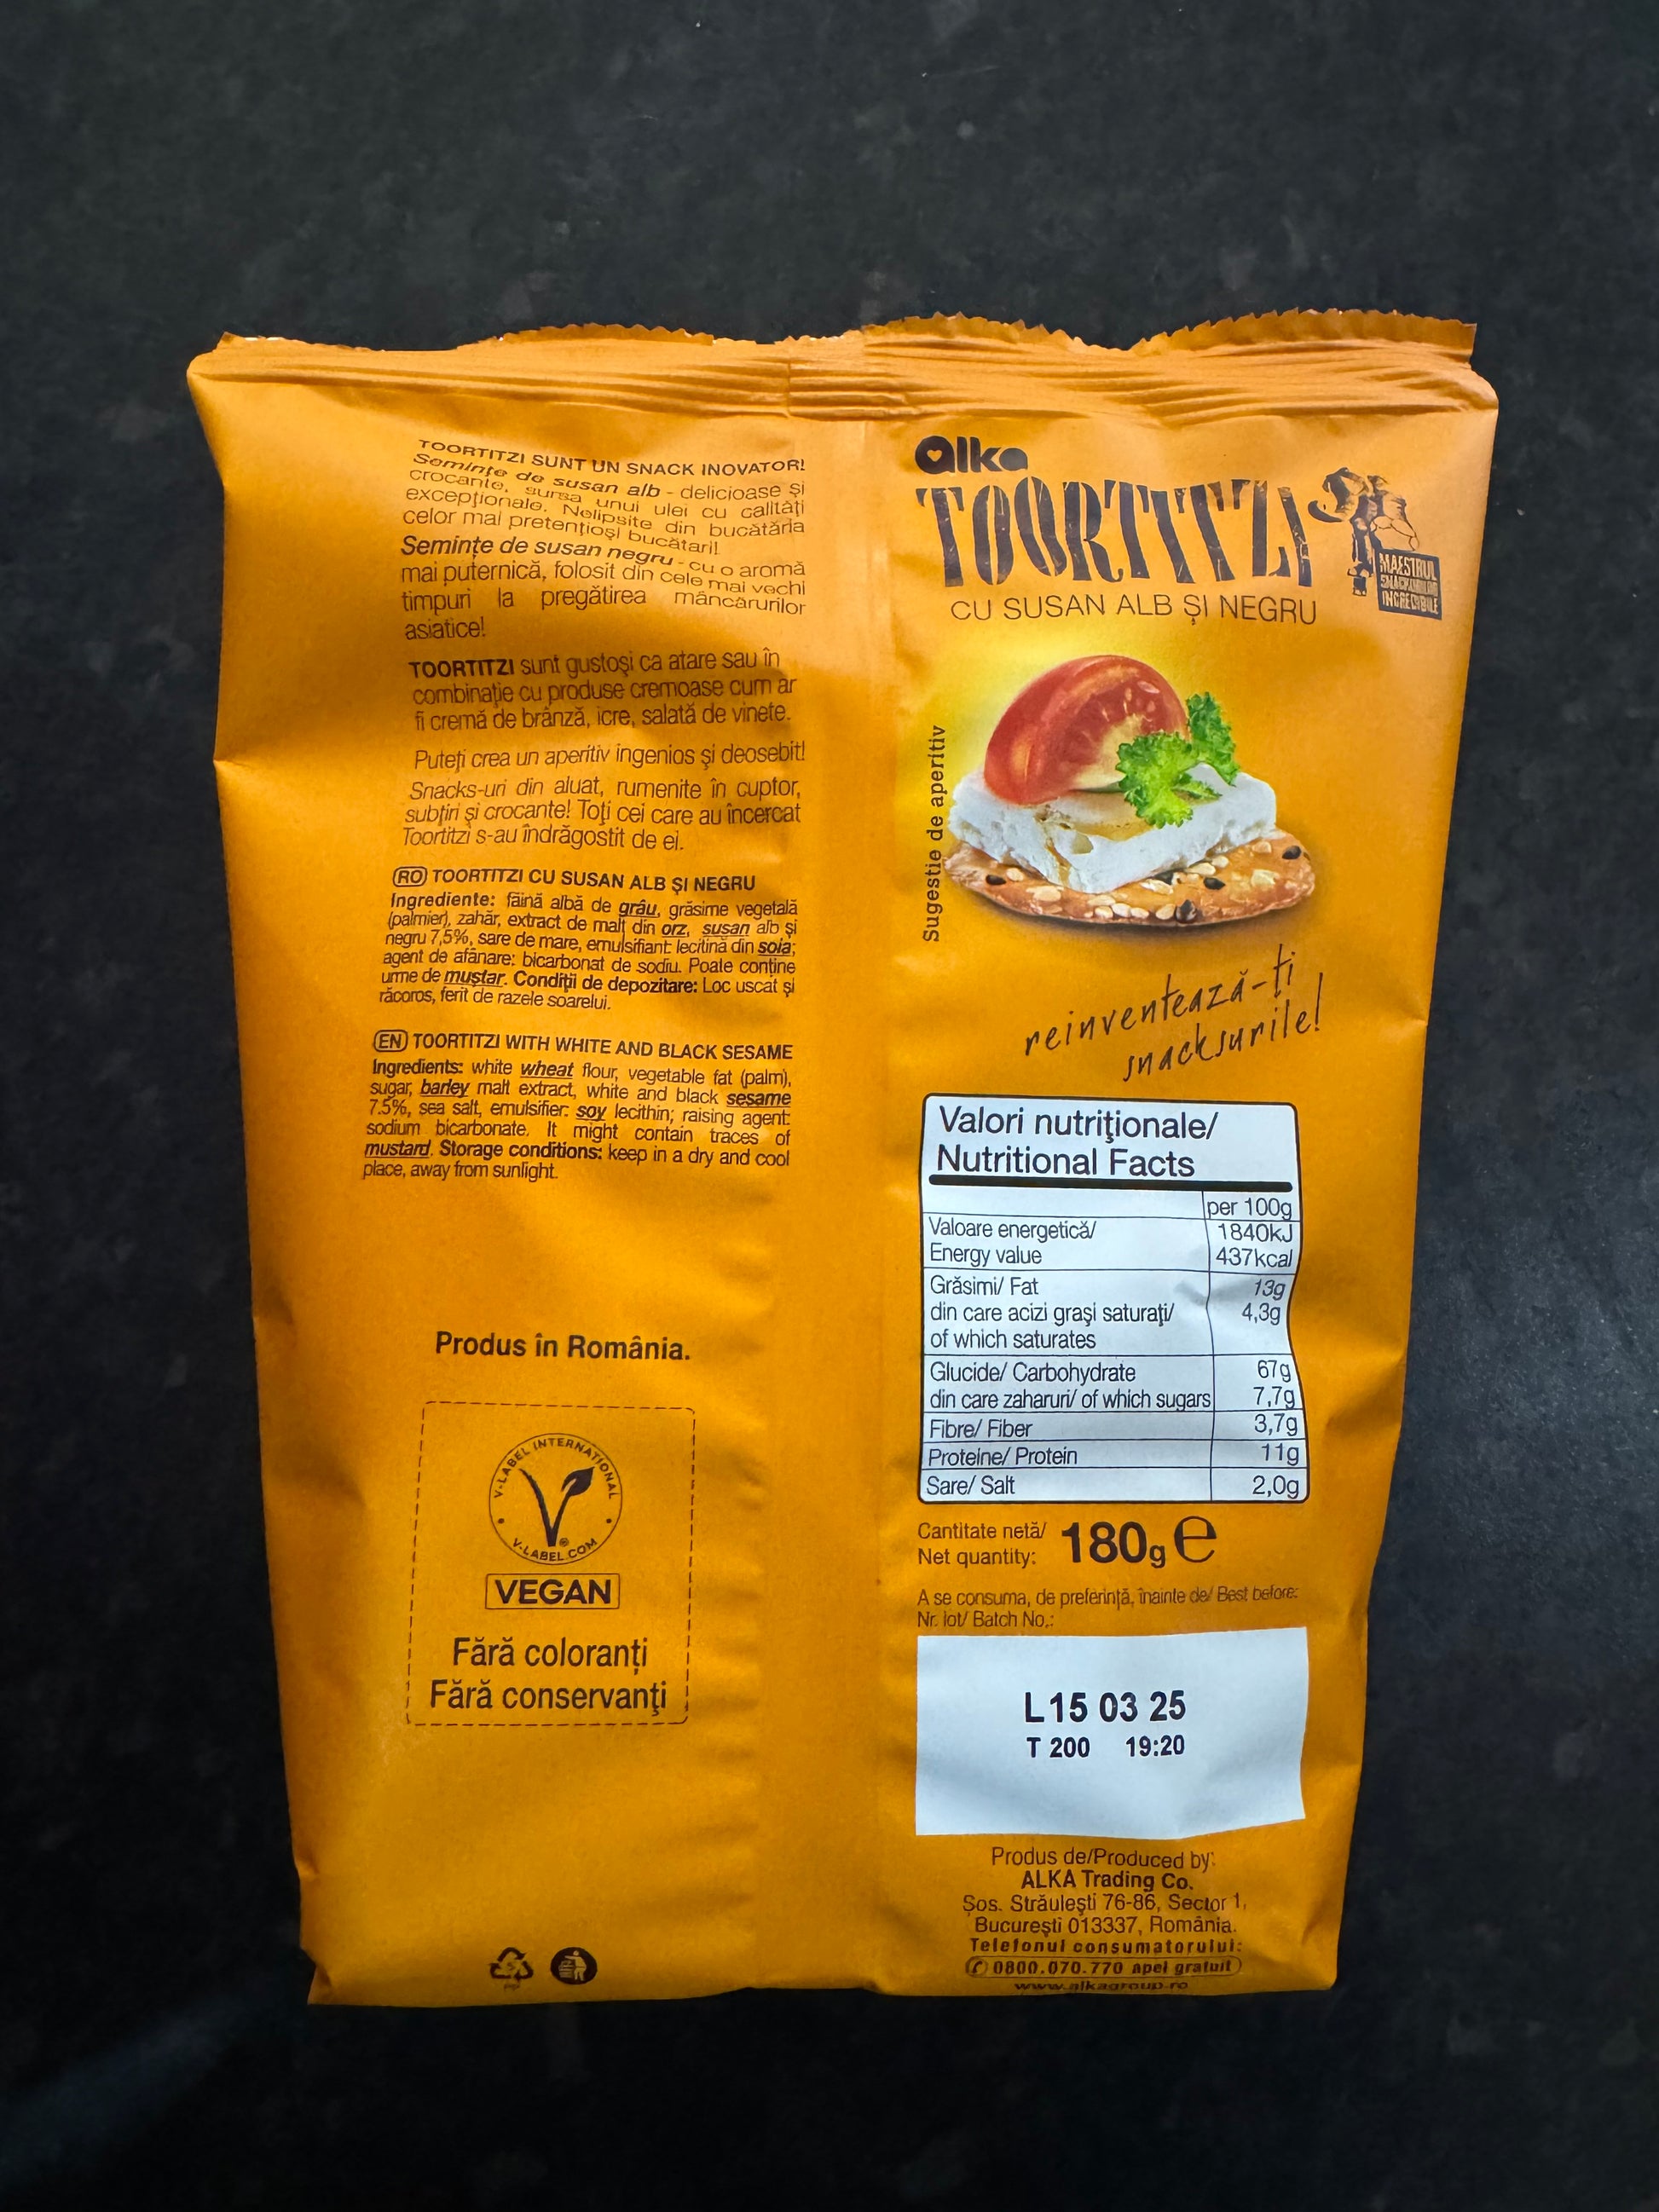 TOORTITZI SUNT UN SNACK INOVATOR!
Semințe de susan alb - delicioase și
crocante, sursa unui ulei cu calități
excepționale. Nelipsite din bucătăria
celor mai pretențioși bucătari!
Semințe de susan negru - cu o aromă
mai puternică, folosit din cele mai vechi
timpuri la pregătirea mâncărurilor
asiatice!
TOORTITZI sunt gustoși ca atare sau în
combinație cu produse cremoase cum ar
fi cremă de brânză, icre, salată de vinete.
Puteți crea un aperitiv ingenios și deosebit!
Snacks-uri din aluat, rumenite în cuptor,
subțiri și crocante! Toți cei care au încercat
Toortitzi s-au îndrăgostit de ei.
RO TOORTITZI CU SUSAN ALB ȘI NEGRU
Ingrediente: făină albă de grâu, grăsime vegetală
(palmier), zahăr, extract de malț din orz, susan alb și
negru 7,5%, sare de mare, emulsifiant: lecitină din soia;
agent de afânare: bicarbonat de sodiu. Poate conține
urme de muștar. Condiții de depozitare: Loc uscat și
răcoros, ferit de razele soarelui.
EN TOORTITZI WITH WHITE AND BLACK SESAME
Ingredients: white wheat flour, vegetable fat (palm),
sugar, barley malt extract, white and black sesame
7.5%, sea salt, emulsifier: soy lecithin; raising agent:
sodium bicarbonate. It might contain traces of
mustard. Storage conditions: keep in a dry and cool
place, away from sunlight.
Produs în România.
V-LABEL INTERNATIONAL
V-LABEL.COM
VEGAN
Fără coloranți
Fără conservanți
alka
TOORTITZI
MAESTRUL
SNACKURILOR
INCREDIBILE
CU SUSAN ALB ȘI NEGRU
Sugestie de aperitiv
reinventează-ți
snacksurile!
Valori nutriționale/
Nutritional Facts
per 100g
Valoare energetică/ 1840kJ
Energy value 437kcal
Grăsimi/ Fat 13g
din care acizi grași saturați/ 4,3g
of which saturates
Glucide/ Carbohydrate 67g
din care zaharuri/ of which sugars 7,7g
Fibre/ Fiber 3,7g
Proteine/ Protein 11g
Sare/ Salt 2,0g
Cantitate netă/
Net quantity: 180g e
A se consuma, de preferință, înainte de/ Best before:
Nr. lot/ Batch No.:
L15 03 25
T 200 19:20
Produs de/Produced by:
ALKA Trading Co.
Șos. Străulești 76-86, Sector 1,
București 013337, România.
Telefonul consumatorului:
0800.070.770 apel gratuit
www.alkagroup.ro